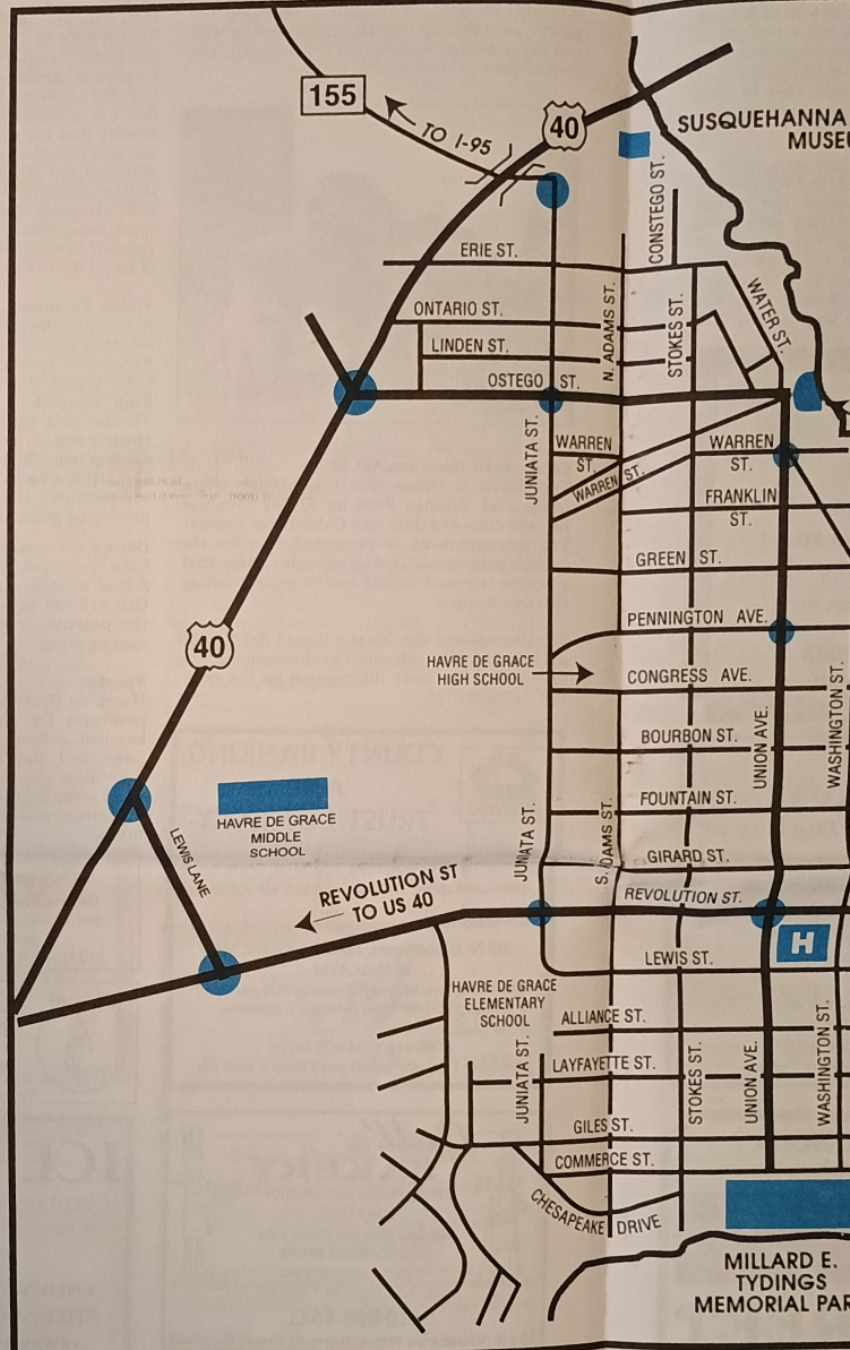 155
TO I-95
40
SUSQUEHANNA
CONSTEGO ST.
ERIE ST.
WATER ST.
ONTARIO ST.
N. ADAMS ST.
STOKES ST.
LINDEN ST.
OSTEGO ST.
JUNIATA ST.
WARREN
ST.
WARREN ST.
WARREN
ST.
FRANKLIN
ST.
GREEN ST.
PENNINGTON AVE.
40
HAVRE DE GRACE
HIGH SCHOOL
CONGRESS AVE.
BOURBON ST.
UNION AVE.
WASHINGTON ST.
FOUNTAIN ST.
HAVRE DE GRACE
MIDDLE
SCHOOL
LEWIS LANE
JUNIATA ST.
GIRARD ST.
REVOLUTION ST
TO US 40
REVOLUTION ST.
H
LEWIS ST.
HAVRE DE GRACE
ELEMENTARY
SCHOOL
ALLIANCE ST.
JUNIATA ST.
LAYFAYETTE ST.
STOKES ST.
UNION AVE.
WASHINGTON ST.
GILES ST.
COMMERCE ST.
CHESAPEAKE DRIVE
MILLARD E.
TYDINGS
MEMORIAL